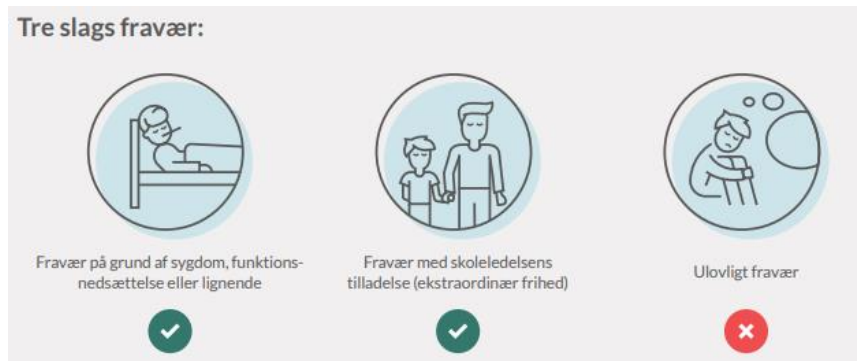 Tre slags fravær:
Fravær på grund af sygdom, funktions-
nedsættelse eller lignende
Fravær med skoleledelsens
tilladelse (ekstraordinær frihed)
Ulovligt fravær